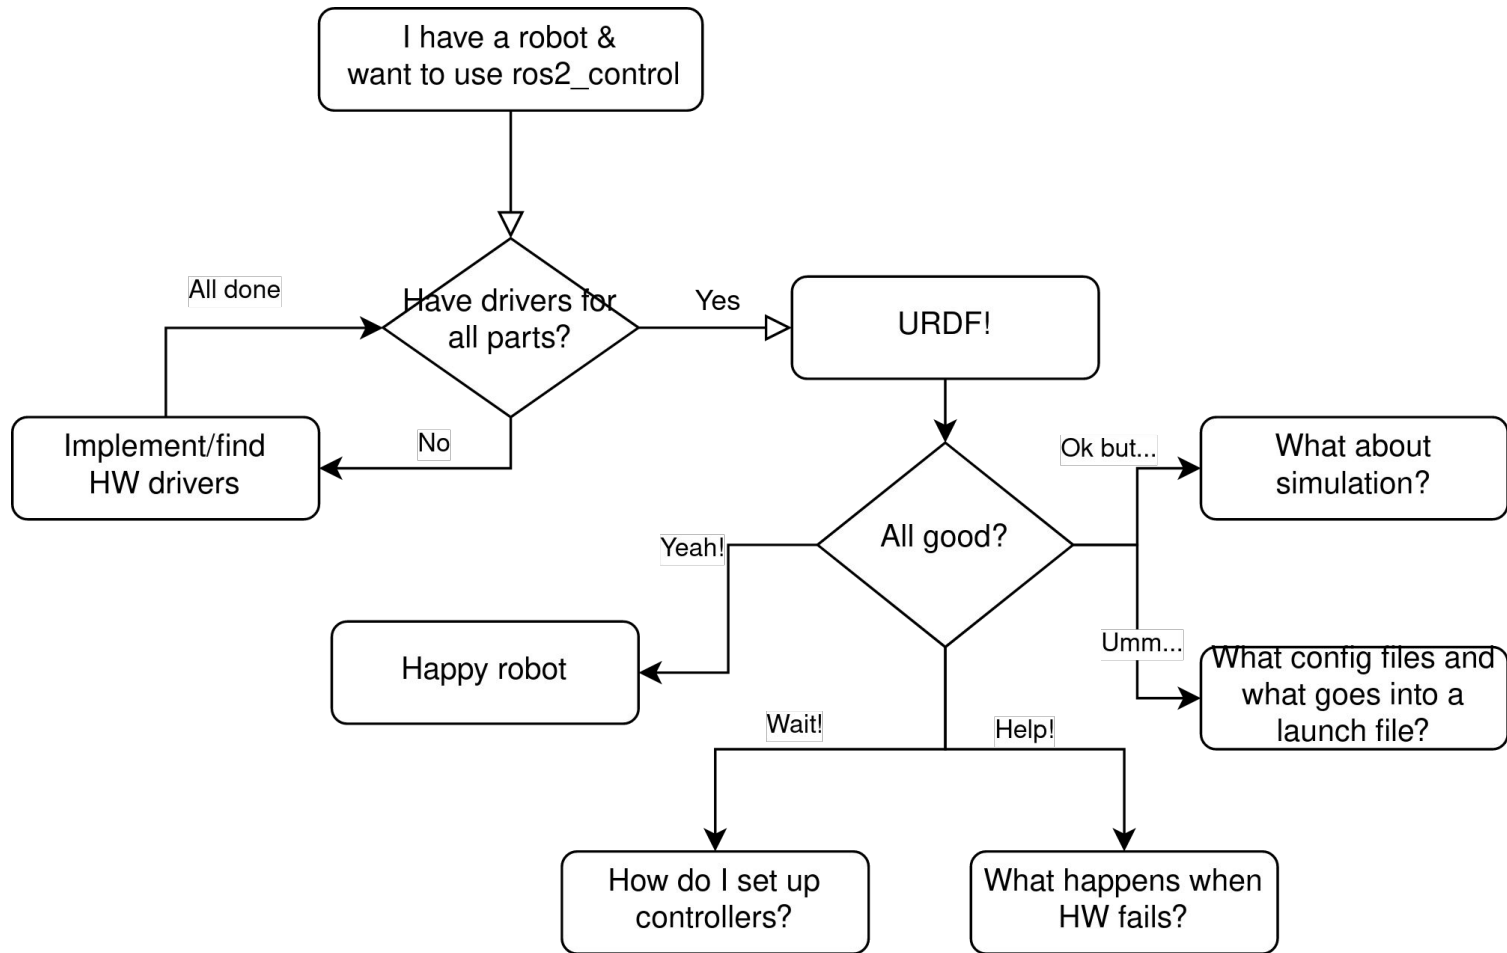 I have a robot &
want to use ros2_control
All done
Have drivers for
all parts?
Yes
URDF!
No
Implement/find
HW drivers
Ok but...
What about
simulation?
All good?
Yeah!
Happy robot
Umm...
What config files and
what goes into a
launch file?
Wait!
Help!
How do I set up
controllers?
What happens when
HW fails?